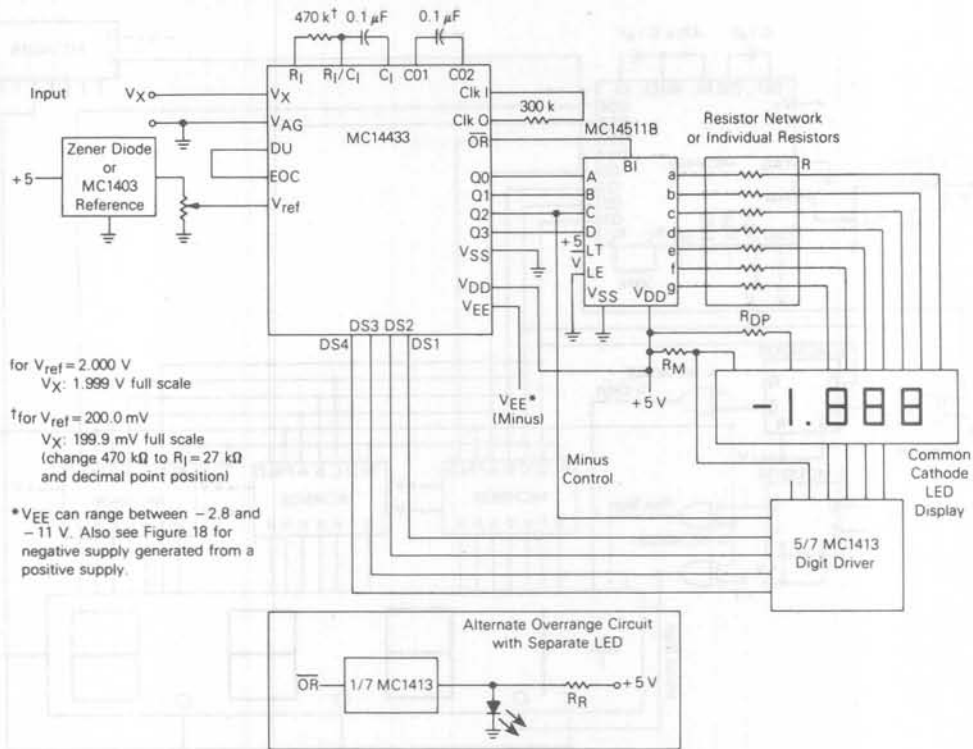 470 k†
0.1 µF
0.1 µF
RI
RI/CI
CI
C01
C02
Input
VX
VX
VAG
DU
EOC
Vref
MC14433
Clk I
Clk O
OR
300 k
Q0
Q1
Q2
Q3
VSS
VDD
VEE
DS4
DS3
DS2
DS1
Zener Diode
or
MC1403
Reference
+5
MC14511B
BI
A
B
C
D
+5
V
LT
LE
VSS
VDD
a
b
c
d
e
f
g
Resistor Network
or Individual Resistors
R
RDP
RM
+5 V
VEE*
(Minus)
Minus
Control
-1.888
Common
Cathode
LED
Display
5/7 MC1413
Digit Driver
for Vref = 2.000 V
VX: 1.999 V full scale
†for Vref = 200.0 mV
VX: 199.9 mV full scale
(change 470 kΩ to RI = 27 kΩ
and decimal point position)
*VEE can range between −2.8 and
−11 V. Also see Figure 18 for
negative supply generated from a
positive supply.
Alternate Overrange Circuit
with Separate LED
OR
1/7 MC1413
RR
+5 V